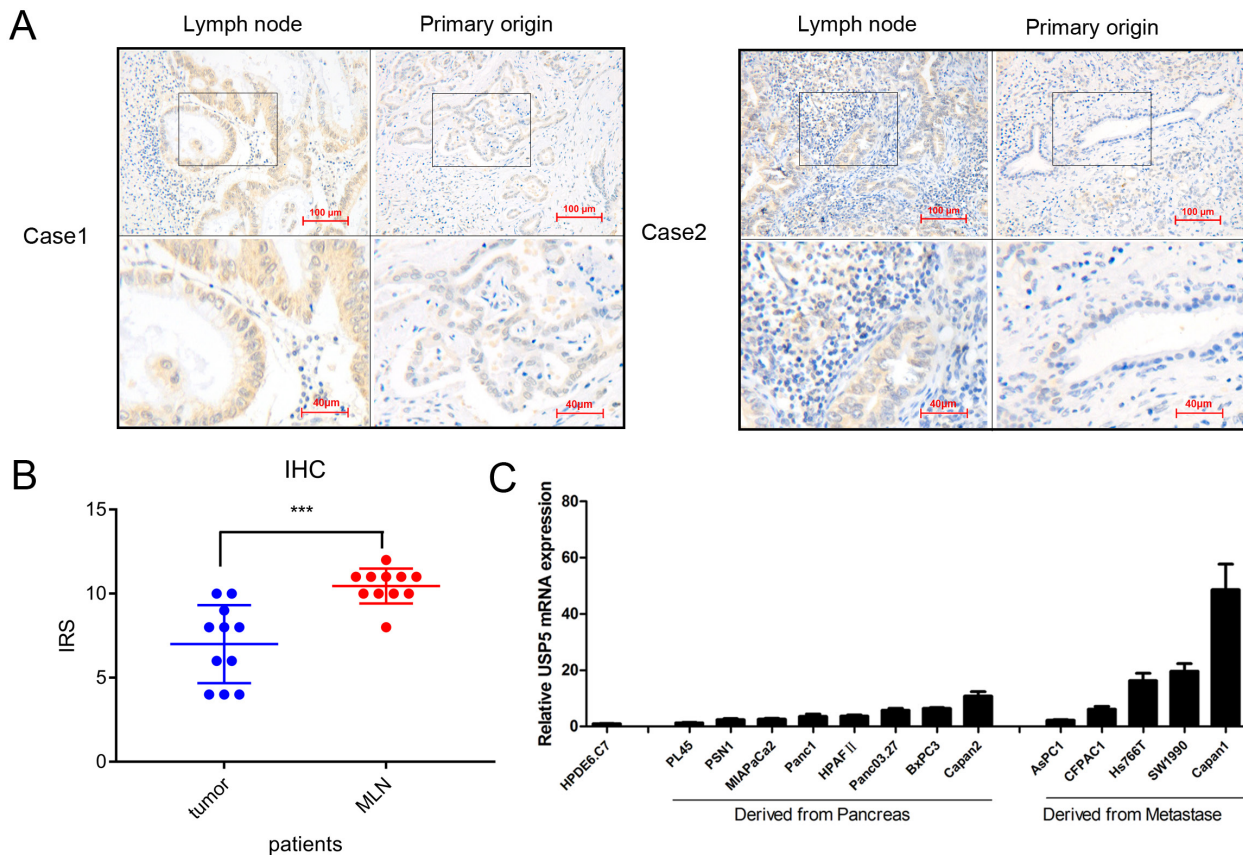 A
Lymph node
Primary origin
Lymph node
Primary origin
Case1
100 μm
100 μm
40μm
40μm
Case2
100 μm
100 μm
40μm
40μm
B
IHC
***
15
10
5
0
IRS
tumor
MLN
patients
C
80
60
40
20
0
Relative USP5 mRNA expression
HPDE6.C7
PL45
PSN1
MIAPaCa2
Panc1
HPAFⅡ
Panc03.27
BxPC3
Capan2
AsPC1
CFPAC1
Hs766T
SW1990
Capan1
Derived from Pancreas
Derived from Metastase